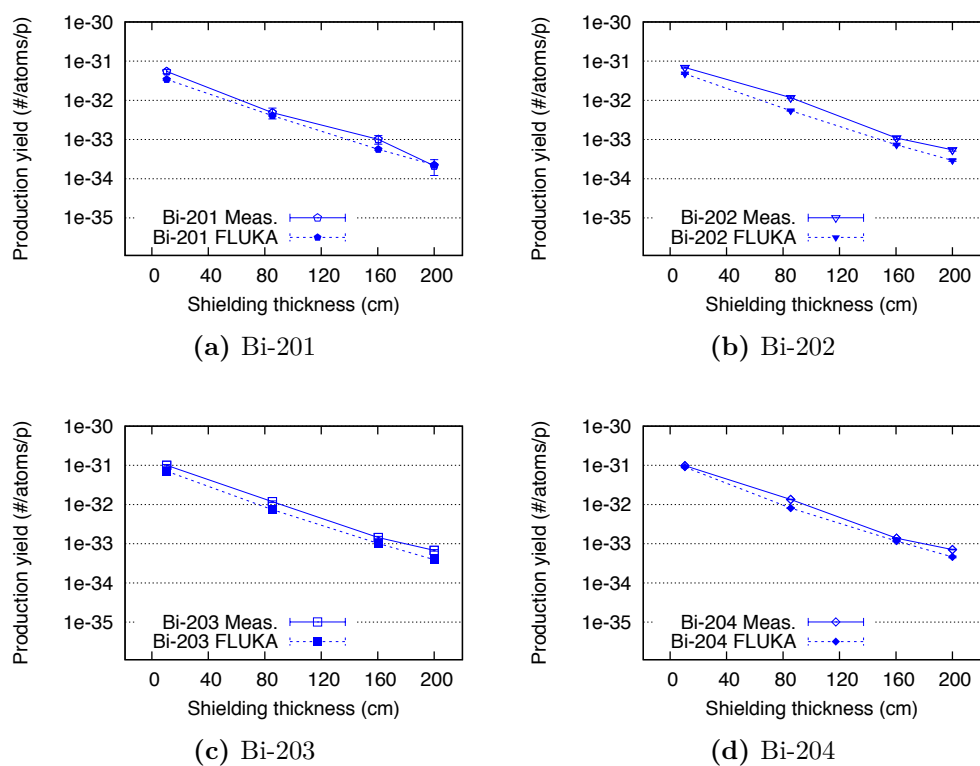 1e-30
1e-31
1e-32
1e-33
1e-34
1e-35
Production yield (#/atoms/p)
Bi-201 Meas.
Bi-201 FLUKA
0 40 80 120 160 200
Shielding thickness (cm)
(a) Bi-201
1e-30
1e-31
1e-32
1e-33
1e-34
1e-35
Production yield (#/atoms/p)
Bi-202 Meas.
Bi-202 FLUKA
0 40 80 120 160 200
Shielding thickness (cm)
(b) Bi-202
1e-30
1e-31
1e-32
1e-33
1e-34
1e-35
Production yield (#/atoms/p)
Bi-203 Meas.
Bi-203 FLUKA
0 40 80 120 160 200
Shielding thickness (cm)
(c) Bi-203
1e-30
1e-31
1e-32
1e-33
1e-34
1e-35
Production yield (#/atoms/p)
Bi-204 Meas.
Bi-204 FLUKA
0 40 80 120 160 200
Shielding thickness (cm)
(d) Bi-204